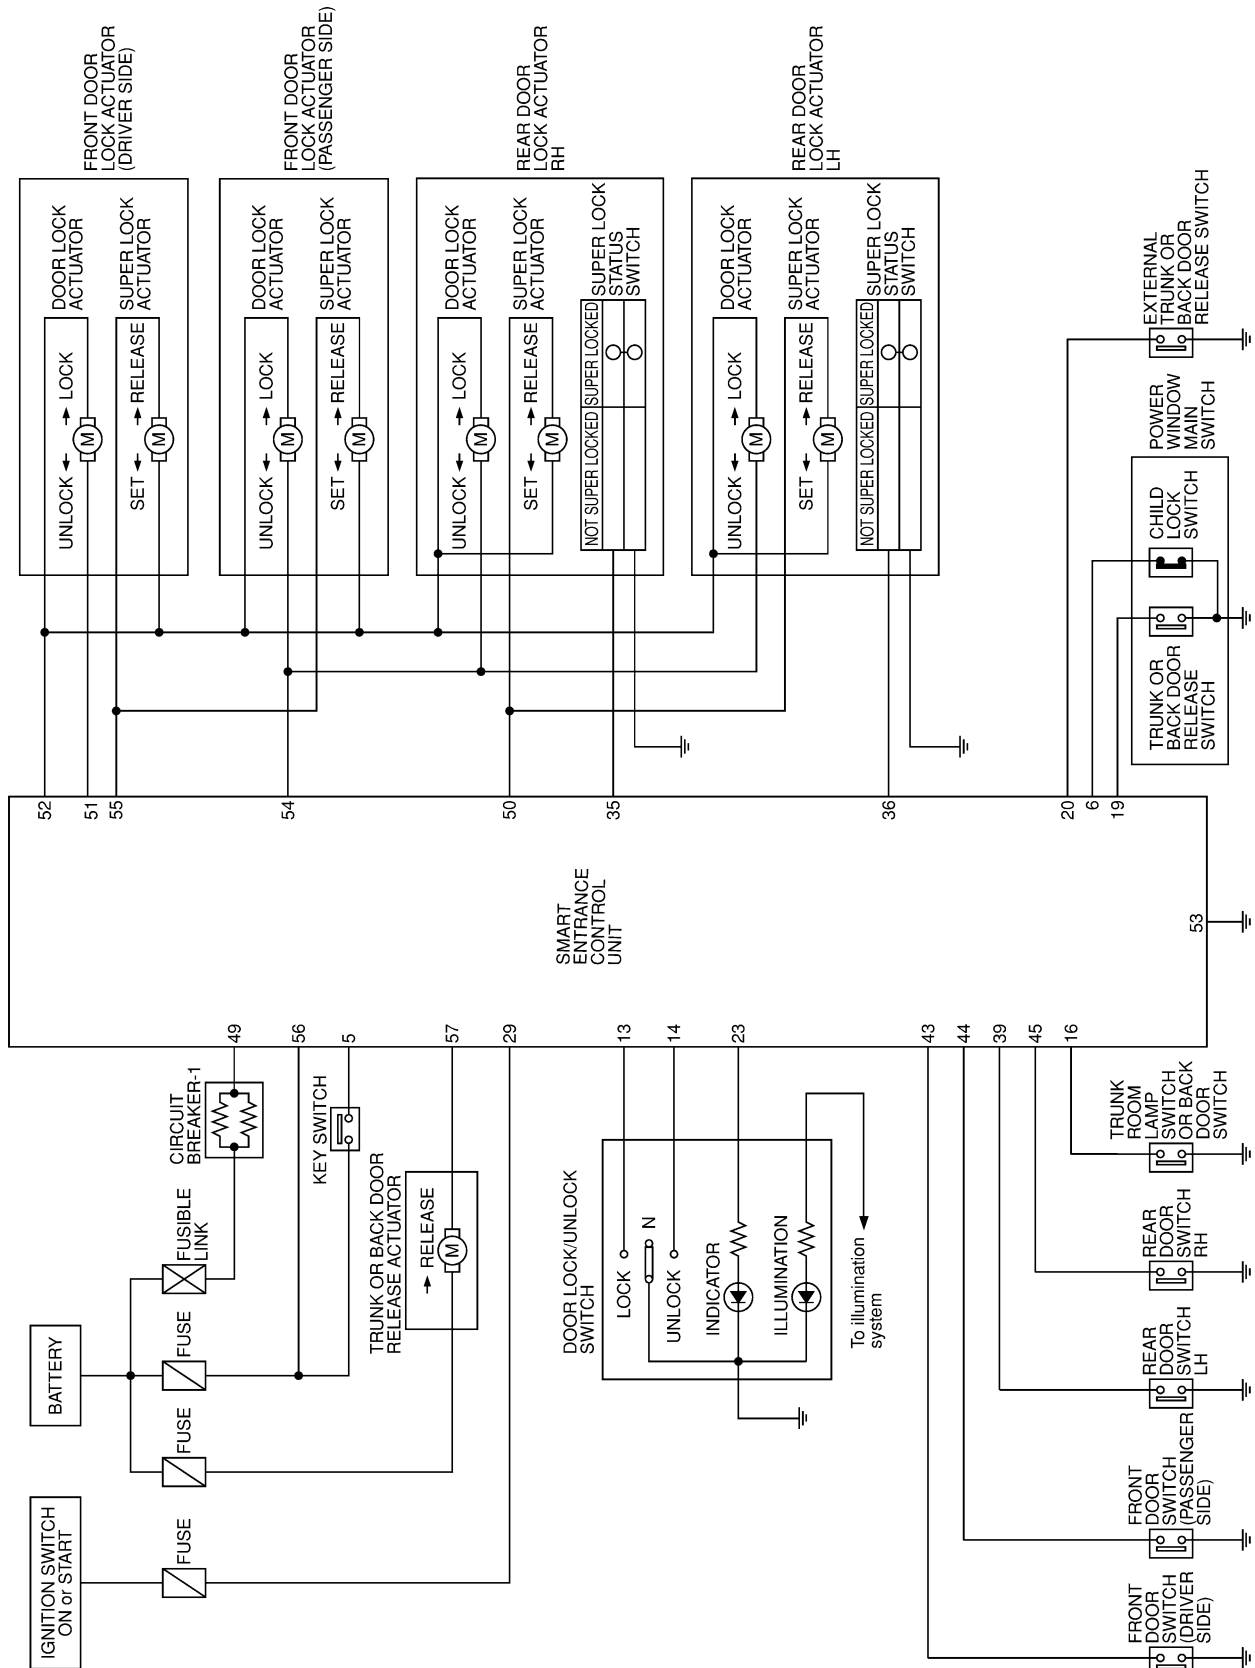 IGNITION SWITCH
ON or START
BATTERY
FUSE
FUSE
FUSE
FUSIBLE
LINK
CIRCUIT
BREAKER-1
KEY SWITCH
TRUNK OR BACK DOOR
RELEASE ACTUATOR
RELEASE
M
DOOR LOCK/UNLOCK
SWITCH
LOCK
N
UNLOCK
INDICATOR
ILLUMINATION
To illumination
system
FRONT
DOOR
SWITCH
(DRIVER
SIDE)
FRONT
DOOR
SWITCH
(PASSENGER
SIDE)
REAR
DOOR
SWITCH
LH
REAR
DOOR
SWITCH
RH
TRUNK
ROOM
LAMP
SWITCH
OR BACK
DOOR
SWITCH
49
56
5
57
29
13
14
23
43
44
39
45
16
SMART
ENTRANCE
CONTROL
UNIT
53
52
51
55
54
50
35
36
20
6
19
FRONT DOOR
LOCK ACTUATOR
(DRIVER SIDE)
DOOR LOCK
ACTUATOR
UNLOCK
LOCK
M
SUPER LOCK
ACTUATOR
SET
RELEASE
M
FRONT DOOR
LOCK ACTUATOR
(PASSENGER SIDE)
DOOR LOCK
ACTUATOR
UNLOCK
LOCK
M
SUPER LOCK
ACTUATOR
SET
RELEASE
M
REAR DOOR
LOCK ACTUATOR
RH
DOOR LOCK
ACTUATOR
UNLOCK
LOCK
M
SUPER LOCK
ACTUATOR
SET
RELEASE
M
SUPER LOCK
STATUS
SWITCH
NOT SUPER LOCKED
SUPER LOCKED
REAR DOOR
LOCK ACTUATOR
LH
DOOR LOCK
ACTUATOR
UNLOCK
LOCK
M
SUPER LOCK
ACTUATOR
SET
RELEASE
M
SUPER LOCK
STATUS
SWITCH
NOT SUPER LOCKED
SUPER LOCKED
TRUNK OR
BACK DOOR
RELEASE
SWITCH
CHILD
LOCK
SWITCH
POWER
WINDOW
MAIN
SWITCH
EXTERNAL
TRUNK OR
BACK DOOR
RELEASE SWITCH